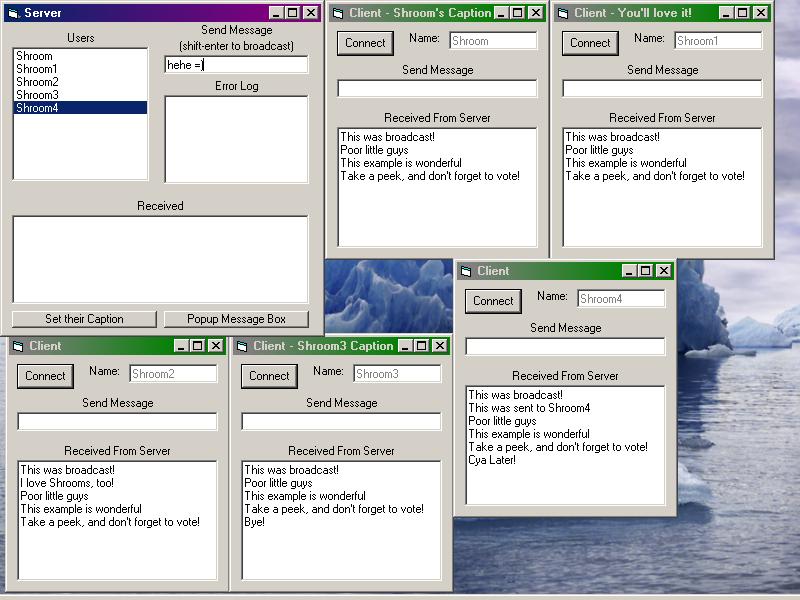 Server
Users
Shroom
Shroom1
Shroom2
Shroom3
Shroom4
Send Message
(shift-enter to broadcast)
hehe =)
Error Log
Received
Set their Caption
Popup Message Box
Client - Shroom's Caption
Connect
Name:
Shroom
Send Message
Received From Server
This was broadcast!
Poor little guys
This example is wonderful
Take a peek, and don't forget to vote!
Client - You'll love it!
Connect
Name:
Shroom1
Send Message
Received From Server
This was broadcast!
Poor little guys
This example is wonderful
Take a peek, and don't forget to vote!
Client
Connect
Name:
Shroom4
Send Message
Received From Server
This was broadcast!
This was sent to Shroom4
Poor little guys
This example is wonderful
Take a peek, and don't forget to vote!
Cya Later!
Client
Connect
Name:
Shroom2
Send Message
Received From Server
This was broadcast!
I love Shrooms, too!
Poor little guys
This example is wonderful
Take a peek, and don't forget to vote!
Client - Shroom3 Caption
Connect
Name:
Shroom3
Send Message
Received From Server
This was broadcast!
Poor little guys
This example is wonderful
Take a peek, and don't forget to vote!
Bye!